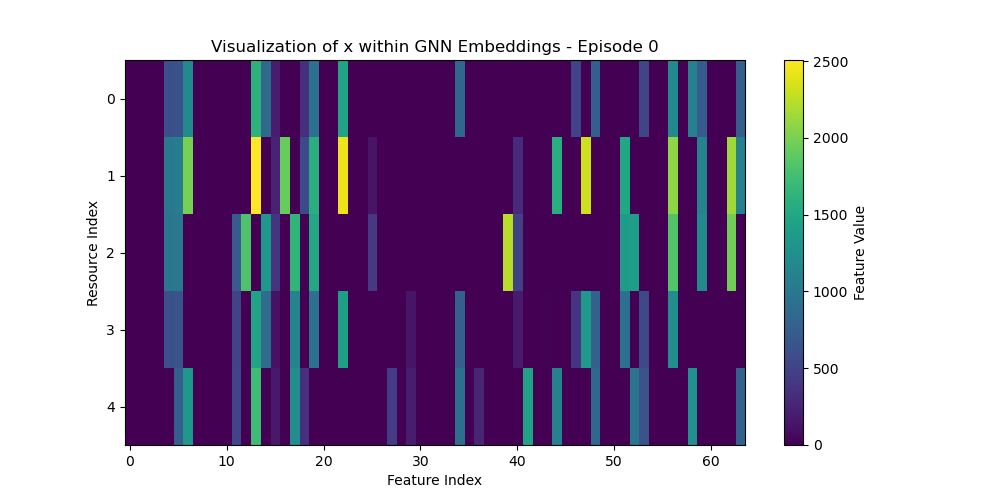 Visualization of x within GNN Embeddings - Episode 0
Resource Index
0
1
2
3
4
0 10 20 30 40 50 60
Feature Index
2500
2000
1500
1000
500
0
Feature Value